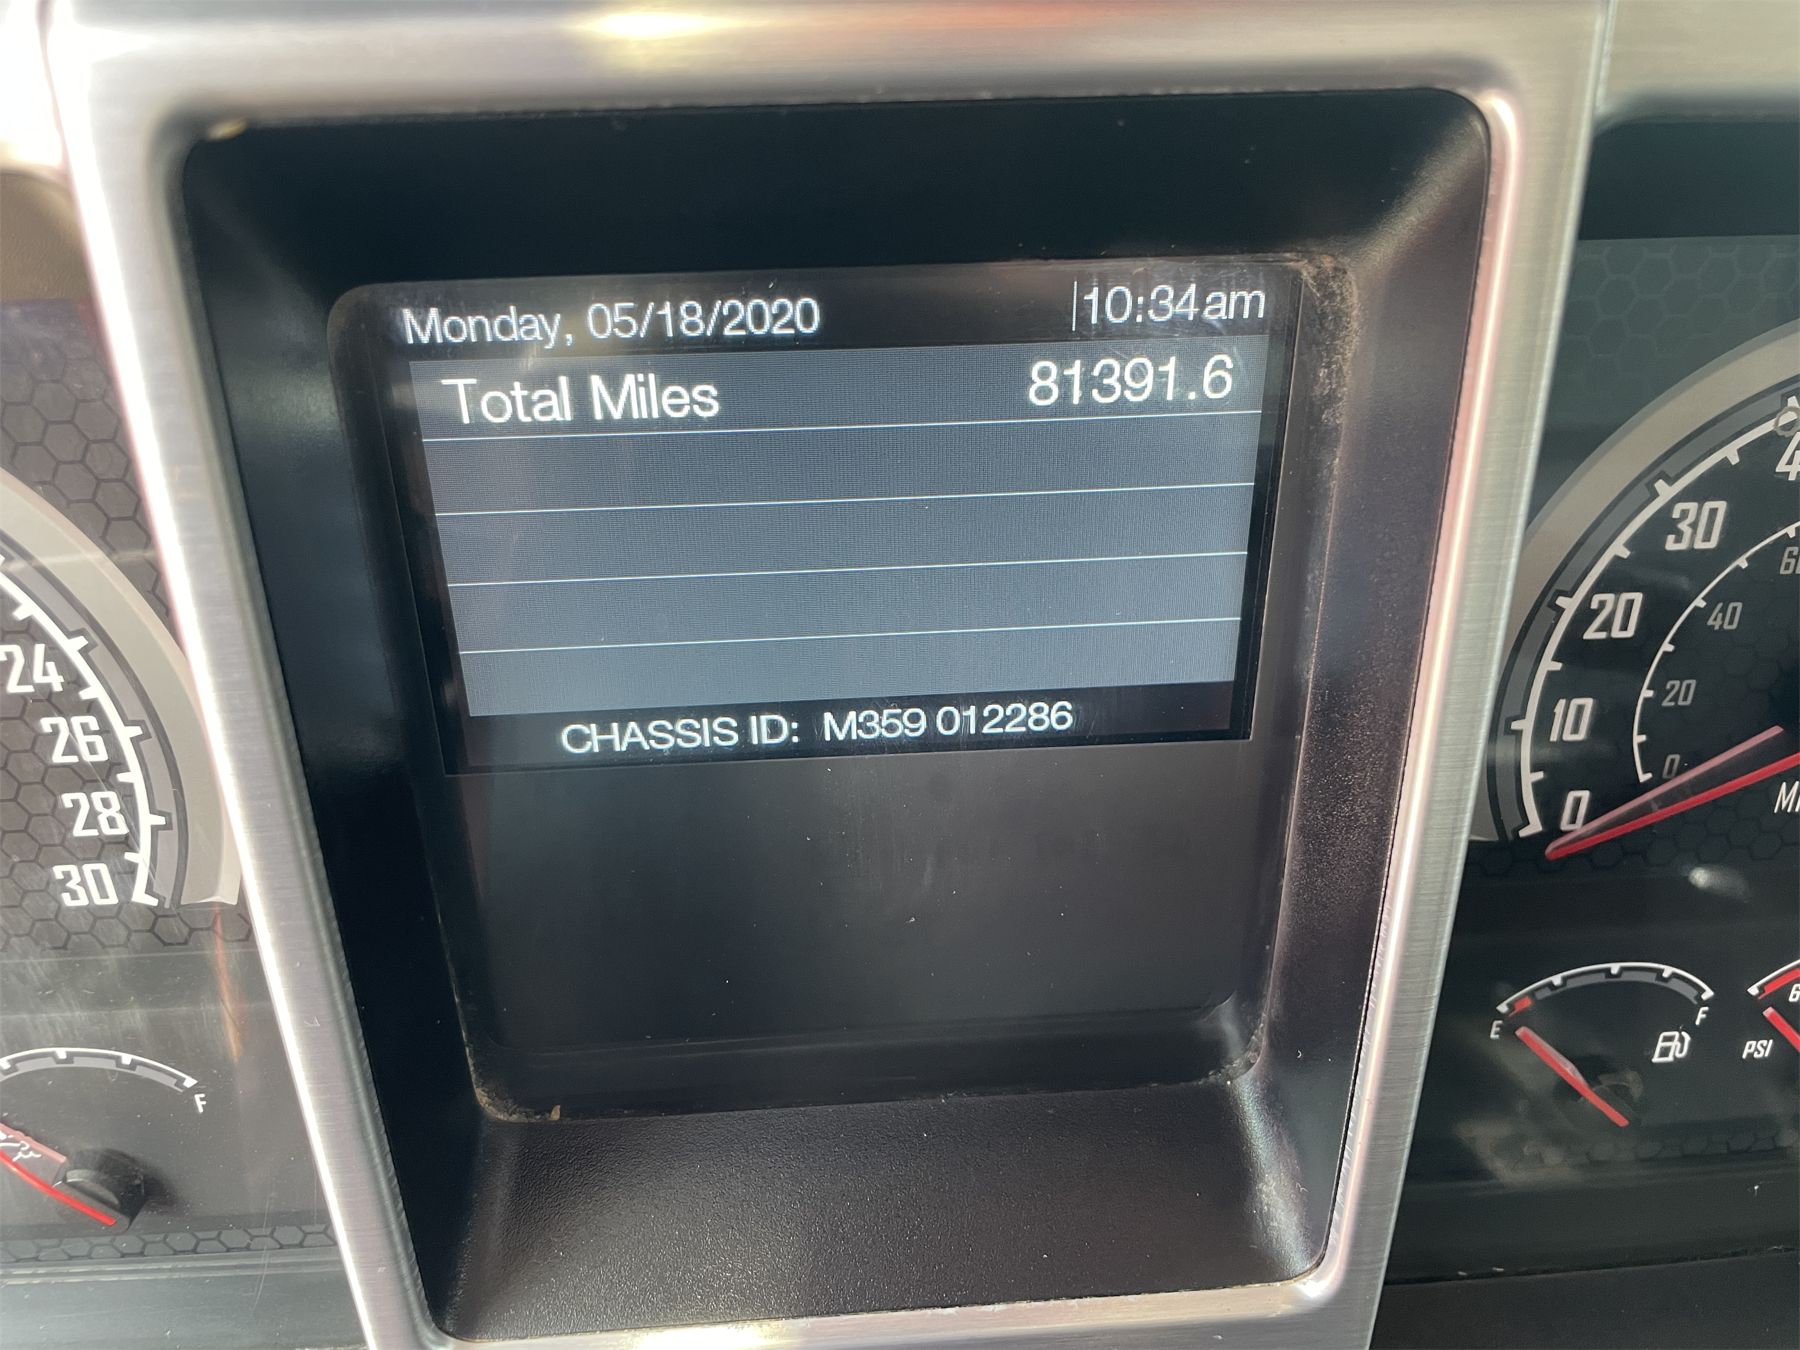 Monday, 05/18/2020
10:34am
Total Miles
81391.6
CHASSIS ID: M359 012286
24
26
28
30
F
30
20
10
0
40
20
0
E
F
PSI